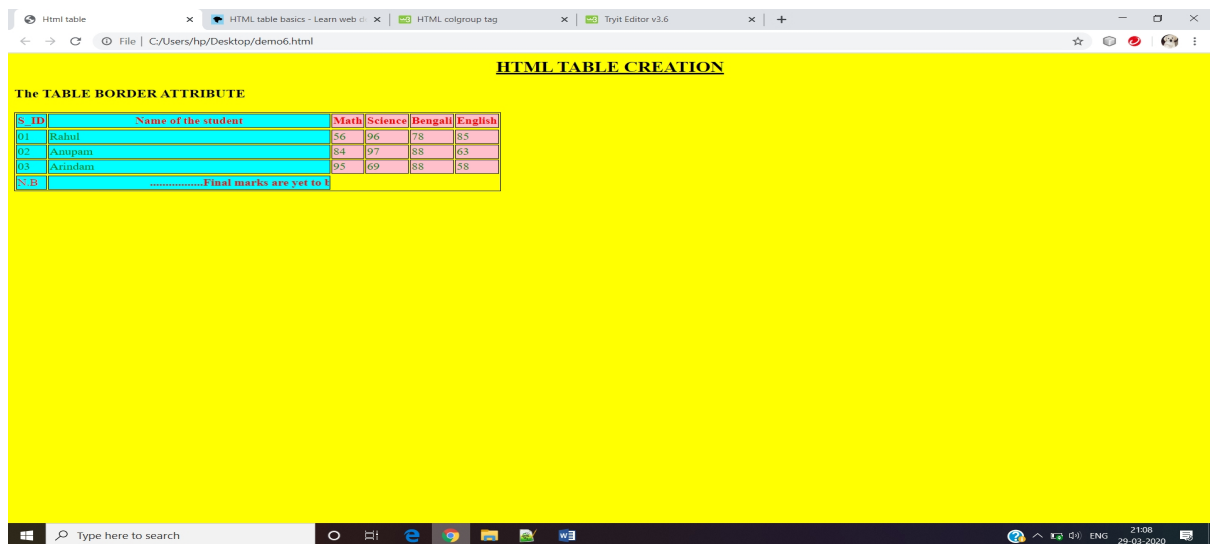 Html table
HTML table basics - Learn web d
HTML colgroup tag
Tryit Editor v3.6
File | C:/Users/hp/Desktop/demo6.html
HTML TABLE CREATION
The TABLE BORDER ATTRIBUTE
S_ID Name of the student Math Science Bengali English
01 Rahul 56 96 78 85
02 Anupam 84 97 88 63
03 Arindam 95 69 88 58
N.B .................Final marks are yet to b
Type here to search
ENG
21:08
29-03-2020